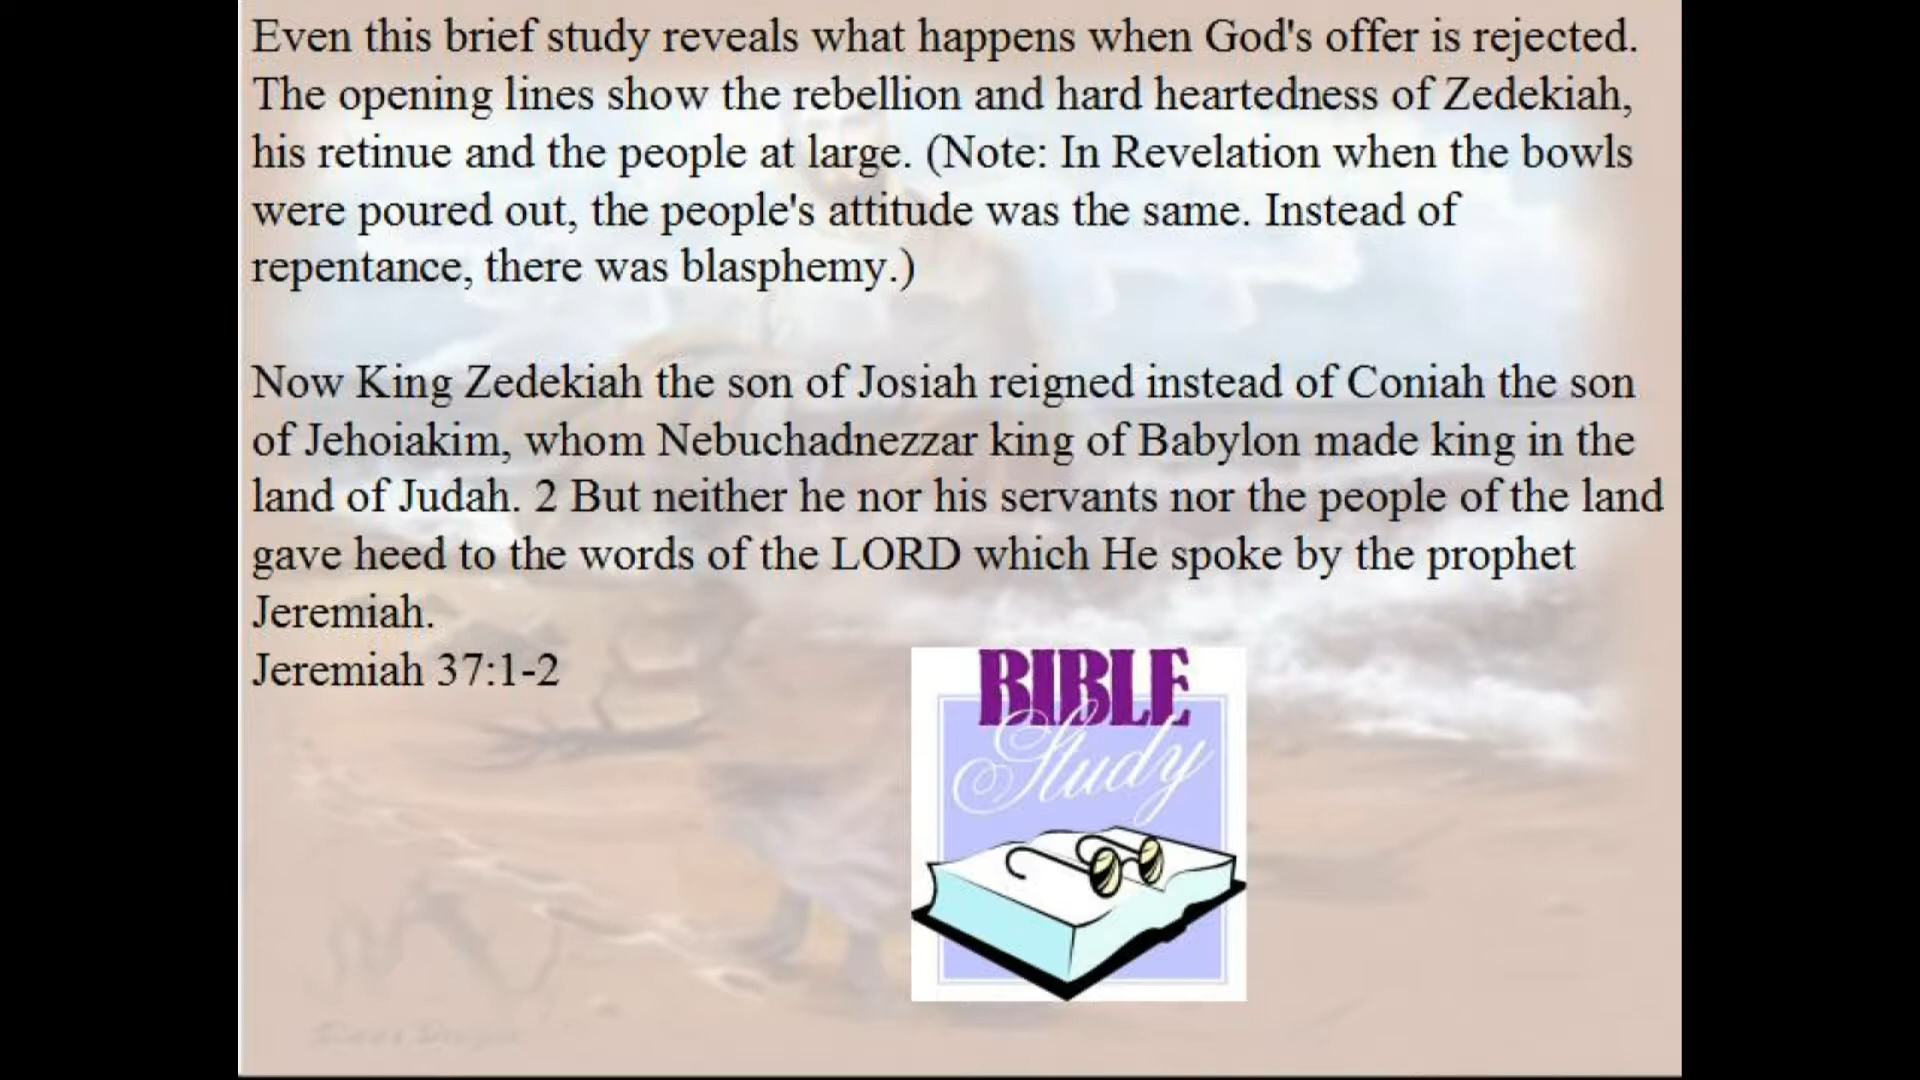 Even this brief study reveals what happens when God's offer is rejected.
The opening lines show the rebellion and hard heartedness of Zedekiah,
his retinue and the people at large. (Note: In Revelation when the bowls
were poured out, the people's attitude was the same. Instead of
repentance, there was blasphemy.)
Now King Zedekiah the son of Josiah reigned instead of Coniah the son
of Jehoiakim, whom Nebuchadnezzar king of Babylon made king in the
land of Judah. 2 But neither he nor his servants nor the people of the land
gave heed to the words of the LORD which He spoke by the prophet
Jeremiah.
Jeremiah 37:1-2
BIBLE
Study